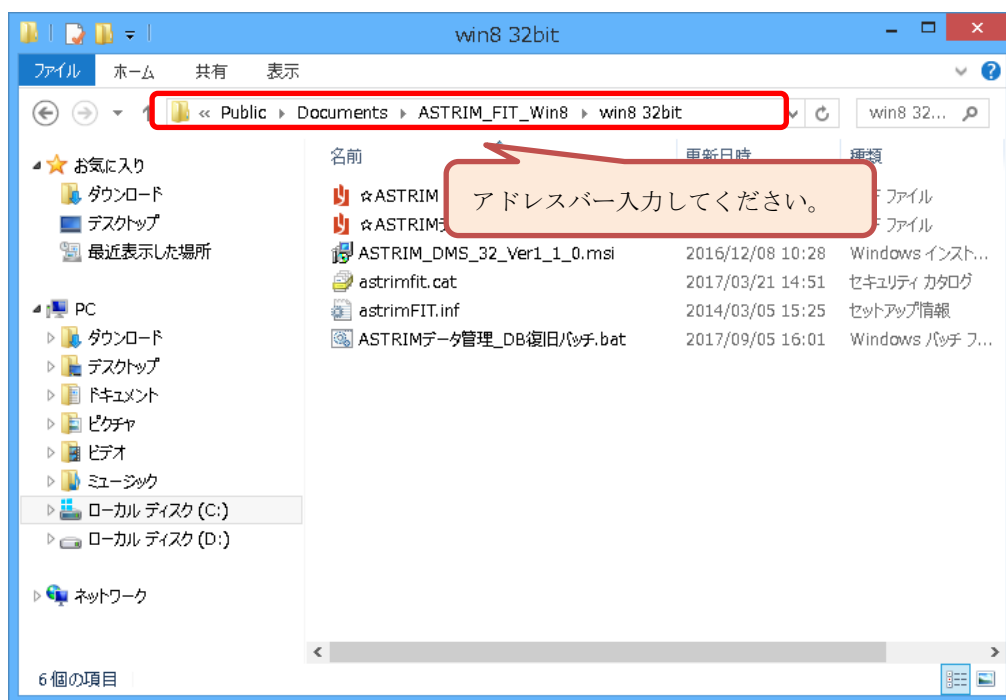 win8 32bit
ファイル ホーム 共有 表示
« Public Documents ASTRIM_FIT_Win8 win8 32bit
win8 32...
アドレスバー入力してください。
名前 更新日時 種類
☆ASTRIM ファイル
☆ASTRIMデ ファイル
ASTRIM_DMS_32_Ver1_1_0.msi 2016/12/08 10:28 Windows インスト...
astrimfit.cat 2017/03/21 14:51 セキュリティ カタログ
astrimFIT.inf 2014/03/05 15:25 セットアップ情報
ASTRIMデータ管理_DB復旧バッチ.bat 2017/09/05 16:01 Windows バッチ フ...
お気に入り
ダウンロード
デスクトップ
最近表示した場所
PC
ダウンロード
デスクトップ
ドキュメント
ピクチャ
ビデオ
ミュージック
ローカル ディスク (C:)
ローカル ディスク (D:)
ネットワーク
6 個の項目